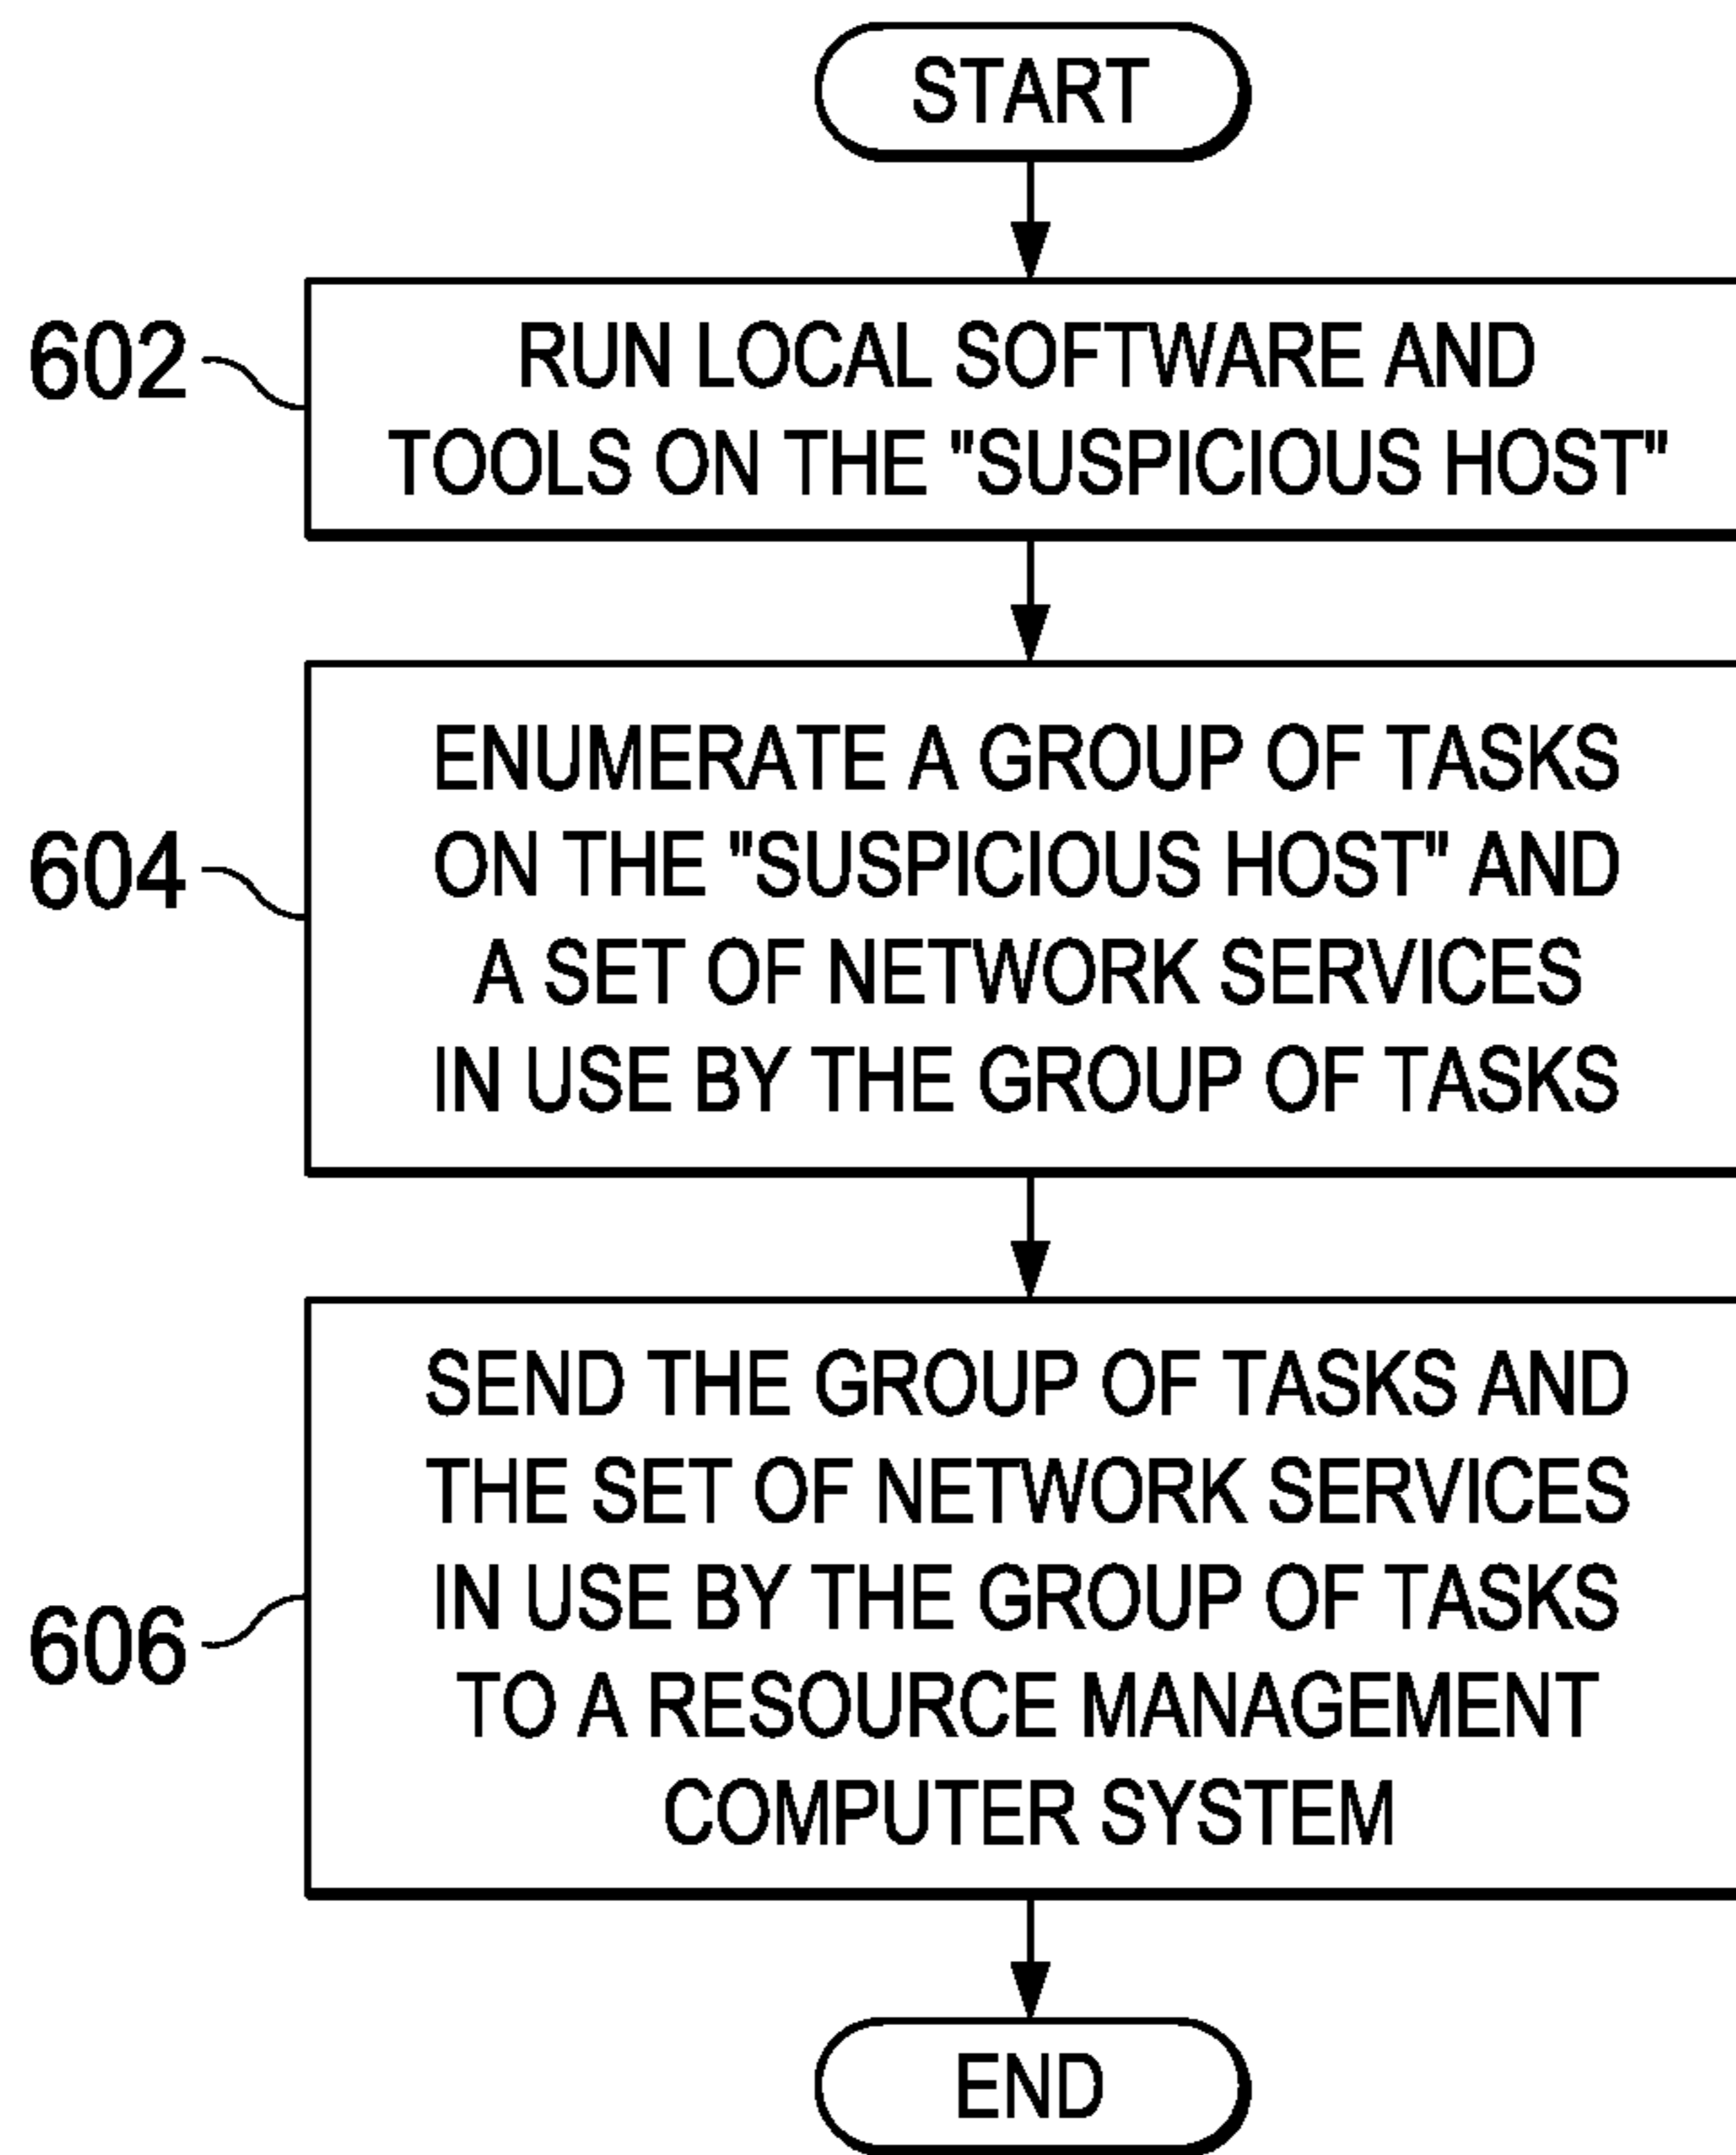 START
602
RUN LOCAL SOFTWARE AND
TOOLS ON THE "SUSPICIOUS HOST"
604
ENUMERATE A GROUP OF TASKS
ON THE "SUSPICIOUS HOST" AND
A SET OF NETWORK SERVICES
IN USE BY THE GROUP OF TASKS
606
SEND THE GROUP OF TASKS AND
THE SET OF NETWORK SERVICES
IN USE BY THE GROUP OF TASKS
TO A RESOURCE MANAGEMENT
COMPUTER SYSTEM
END